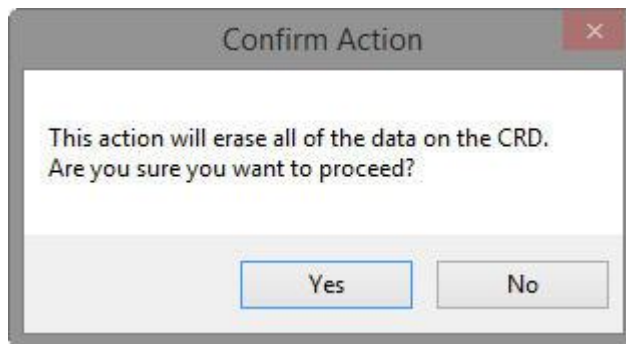 Confirm Action
This action will erase all of the data on the CRD.
Are you sure you want to proceed?
Yes
No